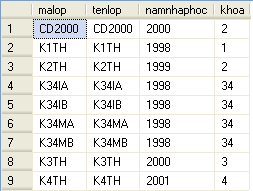 malop tenlop namnhaphoc khoa
1 CD2000 CD2000 2000 2
2 K1TH K1TH 1998 1
3 K2TH K2TH 1999 2
4 K34IA K34IA 1998 34
5 K34IB K34IB 1998 34
6 K34MA K34MA 1998 34
7 K34MB K34MB 1998 34
8 K3TH K3TH 2000 3
9 K4TH K4TH 2001 4